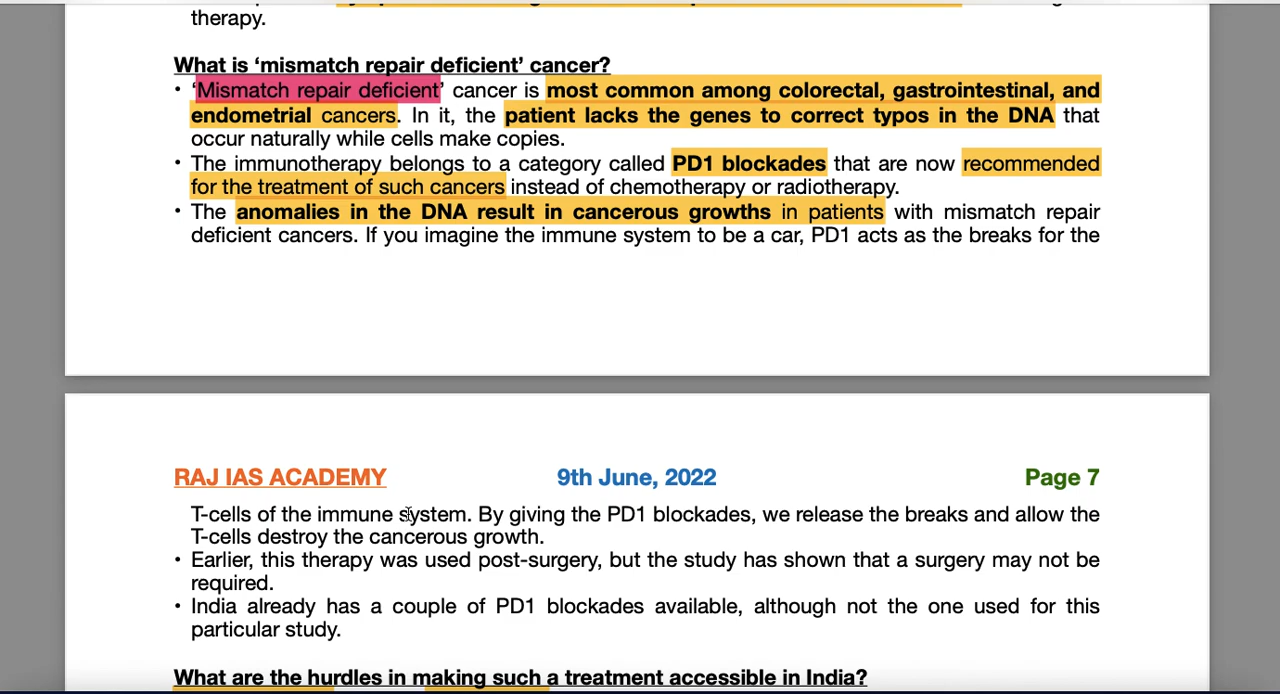 therapy.
What is ‘mismatch repair deficient’ cancer?
• ‘Mismatch repair deficient’ cancer is most common among colorectal, gastrointestinal, and
endometrial cancers. In it, the patient lacks the genes to correct typos in the DNA that
occur naturally while cells make copies.
• The immunotherapy belongs to a category called PD1 blockades that are now recommended
for the treatment of such cancers instead of chemotherapy or radiotherapy.
• The anomalies in the DNA result in cancerous growths in patients with mismatch repair
deficient cancers. If you imagine the immune system to be a car, PD1 acts as the breaks for the
RAJ IAS ACADEMY 9th June, 2022 Page 7
T-cells of the immune system. By giving the PD1 blockades, we release the breaks and allow the
T-cells destroy the cancerous growth.
• Earlier, this therapy was used post-surgery, but the study has shown that a surgery may not be
required.
• India already has a couple of PD1 blockades available, although not the one used for this
particular study.
What are the hurdles in making such a treatment accessible in India?